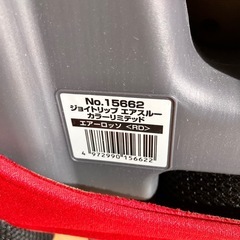 No.15662
ジョイトリップ エアスルー
カラーリミテッド
エアーロッソ <RD>
4 972990 156622